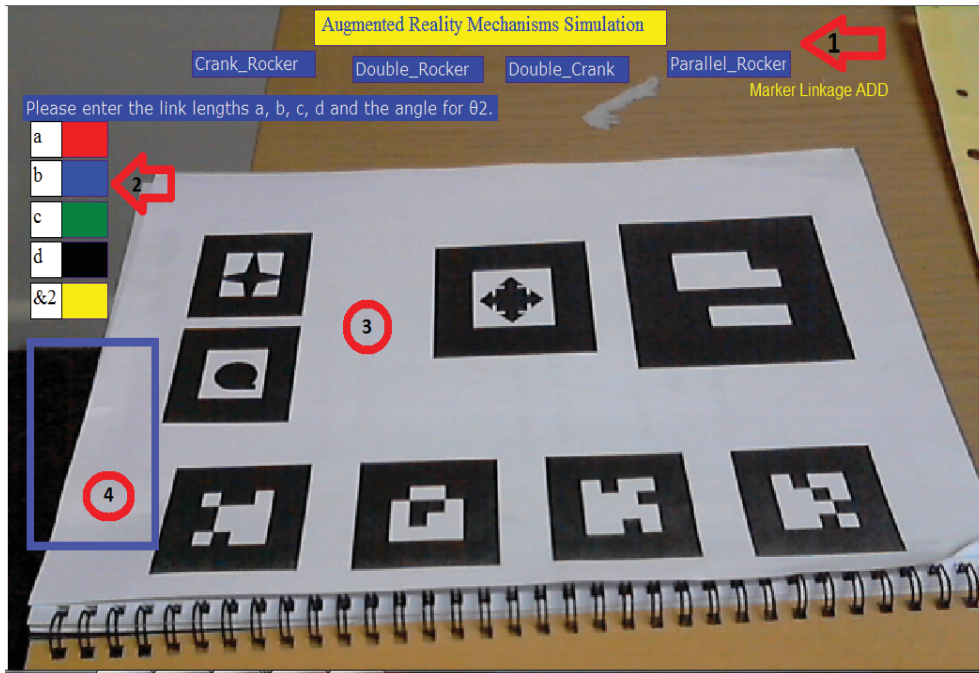 Augmented Reality Mechanisms Simulation
1
Crank_Rocker Double_Rocker Double_Crank Parallel_Rocker
Marker Linkage ADD
Please enter the link lengths a, b, c, d and the angle for θ2.
a
b
2
c
d
&2
3
4